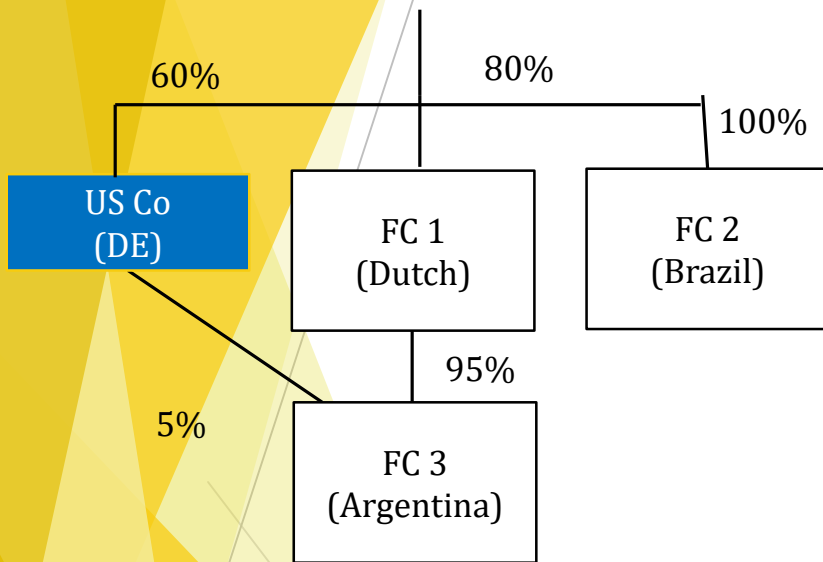 60%
80%
100%
US Co
(DE)
FC 1
(Dutch)
FC 2
(Brazil)
95%
5%
FC 3
(Argentina)